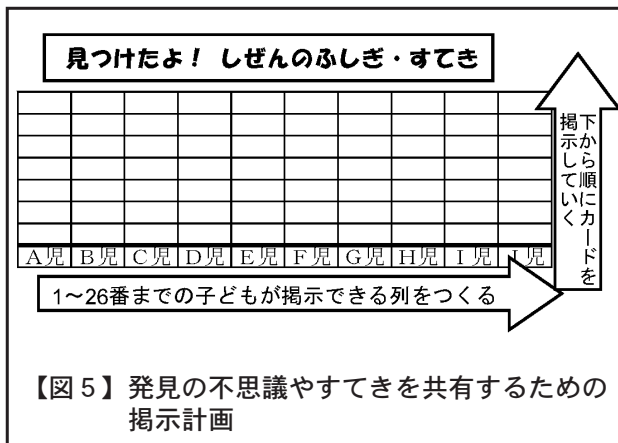 見つけたよ! しぜんのふしぎ・すてき
下から順にカードを
掲示していく
A児 B児 C児 D児 E児 F児 G児 H児 I児 J児
1~26番までの子どもが掲示できる列をつくる
【図5】発見の不思議やすてきを共有するための
掲示計画